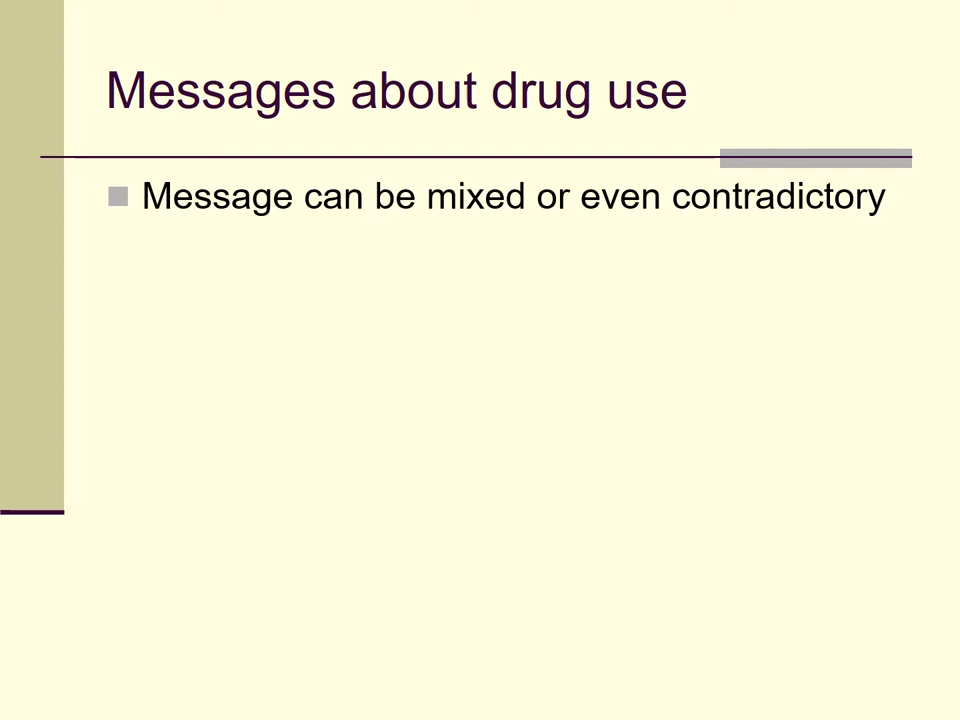 Messages about drug use
Message can be mixed or even contradictory